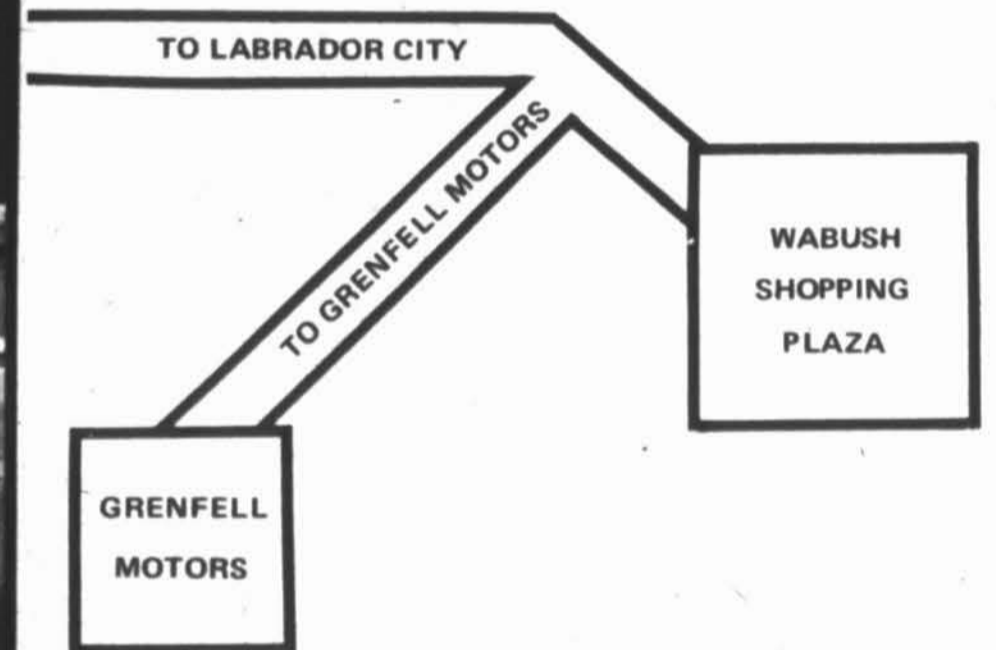 TO LABRADOR CITY
TO GRENFELL MOTORS
WABUSH
SHOPPING
PLAZA
GRENFELL
MOTORS